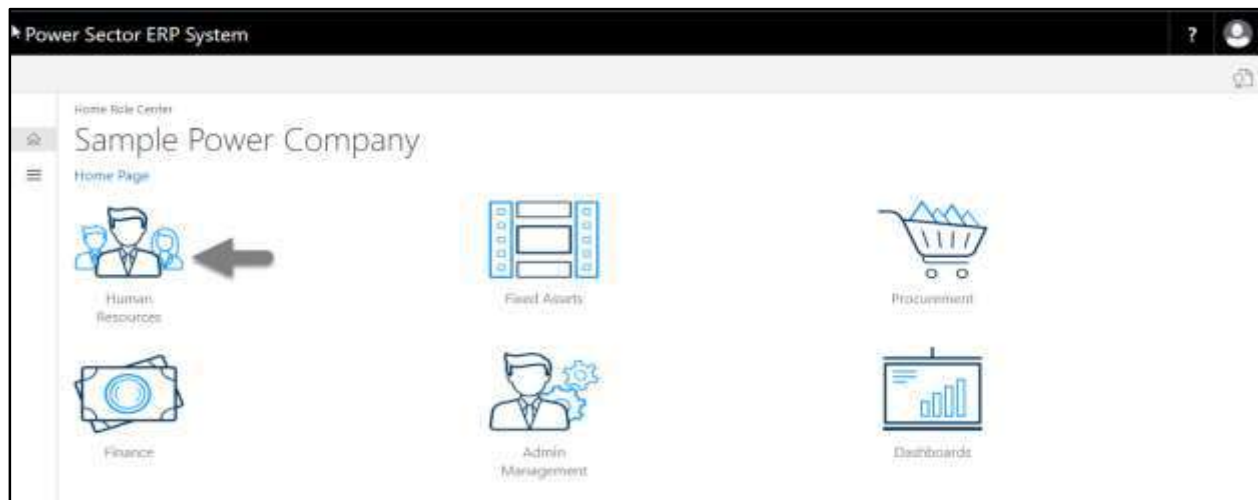 Power Sector ERP System
?
Home Role Center
Sample Power Company
Home Page
Human
Resources
Fixed Assets
Procurement
Finance
Admin
Management
Dashboards